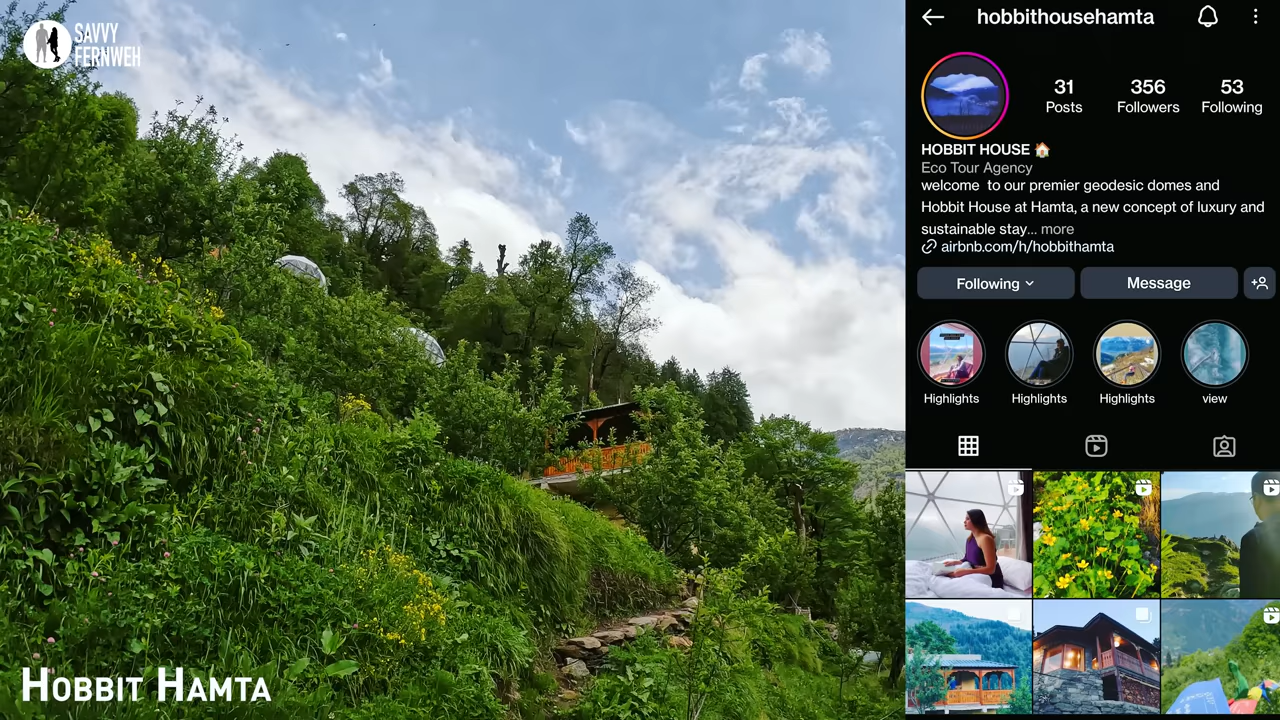 SAVVY
FERNWEH
HOBBIT HAMTA
hobbithousehamta
31
Posts
356
Followers
53
Following
HOBBIT HOUSE 🏠
Eco Tour Agency
welcome to our premier geodesic domes and
Hobbit House at Hamta, a new concept of luxury and
sustainable stay... more
airbnb.com/h/hobbithamta
Following
Message
Highlights
Highlights
Highlights
view